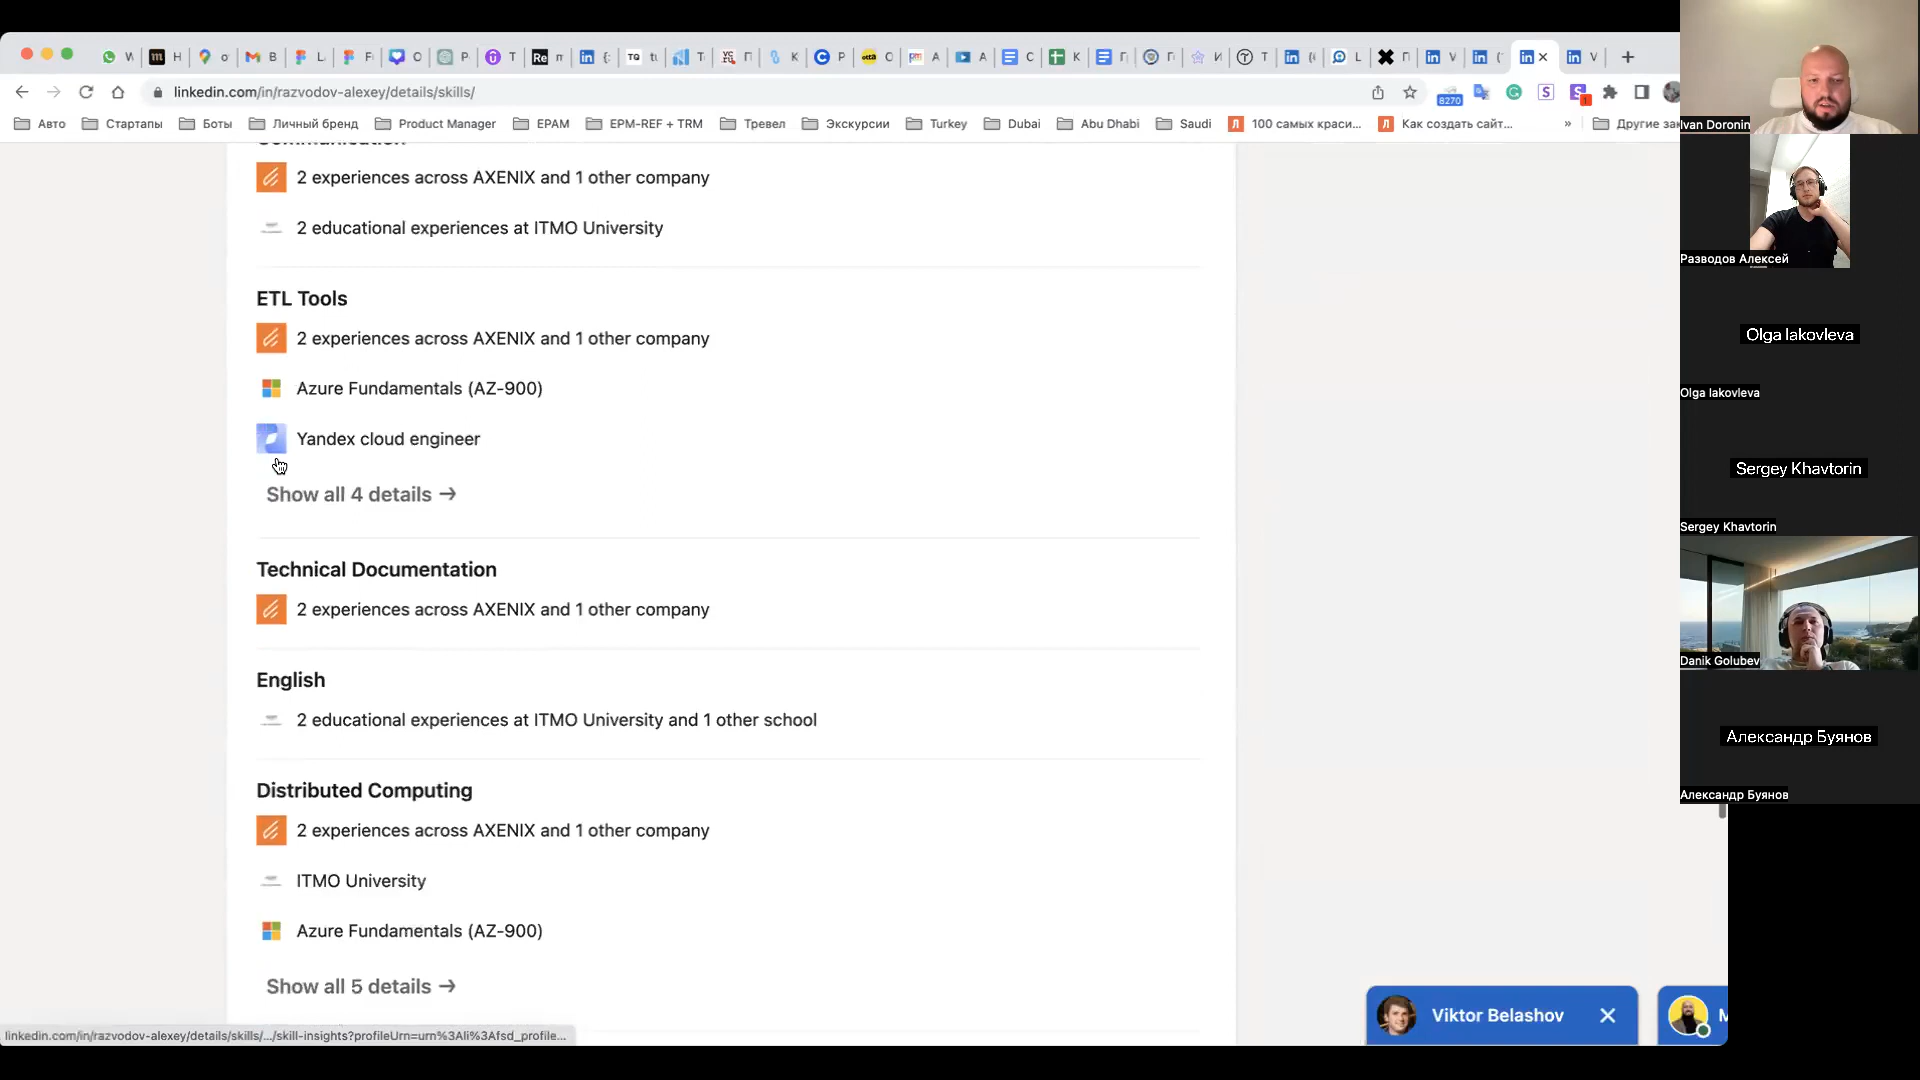 linkedin.com/in/razvodov-alexey/details/skills/
8270
1
Авто
Стартапы
Боты
Личный бренд
Product Manager
EPAM
EPM-REF + TRM
Тревел
Экскурсии
Turkey
Dubai
Abu Dhabi
Saudi
100 самых краси...
Как создать сайт...
»
Другие
2 experiences across AXENIX and 1 other company
2 educational experiences at ITMO University
ETL Tools
2 experiences across AXENIX and 1 other company
Azure Fundamentals (AZ-900)
Yandex cloud engineer
Show all 4 details →
Technical Documentation
2 experiences across AXENIX and 1 other company
English
2 educational experiences at ITMO University and 1 other school
Distributed Computing
2 experiences across AXENIX and 1 other company
ITMO University
Azure Fundamentals (AZ-900)
Show all 5 details →
linkedin.com/in/razvodov-alexey/details/skills/.../skill-insights?profileUrn=urn%3Ali%3Afsd_profile...
Viktor Belashov
Ivan Doronin
Разводов Алексей
Olga Iakovleva
Olga Iakovleva
Sergey Khavtorin
Sergey Khavtorin
Danik Golubev
Александр Буянов
Александр Буянов